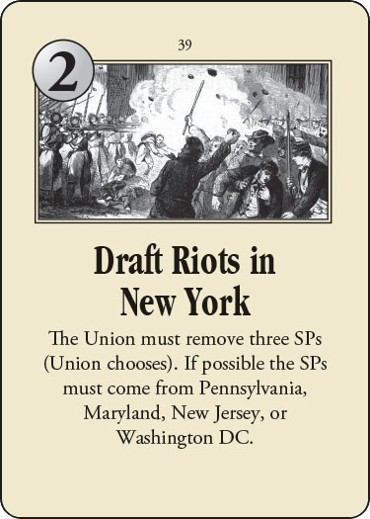 39
2
Draft Riots in
New York
The Union must remove three SPs
(Union chooses). If possible the SPs
must come from Pennsylvania,
Maryland, New Jersey, or
Washington DC.